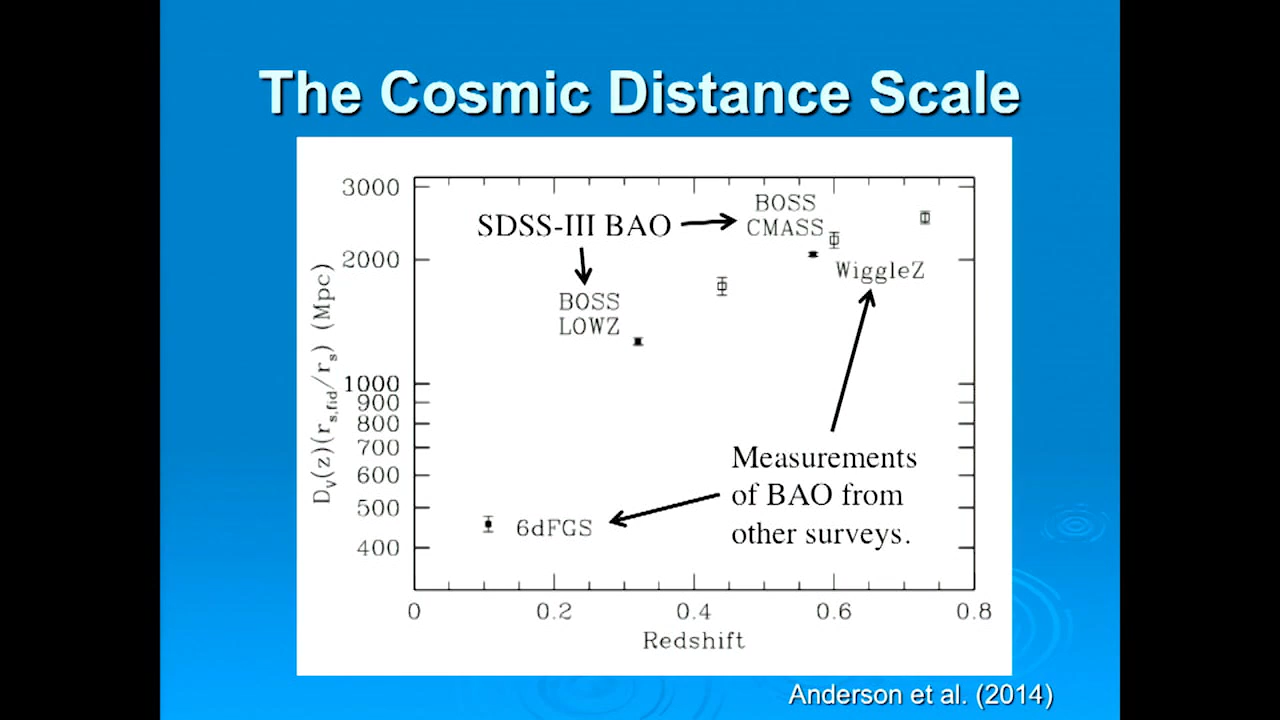 The Cosmic Distance Scale
3000
2000
1000
900
800
700
600
500
400
D_V(z)(r_s,fid/r_s) (Mpc)
SDSS-III BAO
BOSS
CMASS
BOSS
LOWZ
WiggleZ
6dFGS
Measurements
of BAO from
other surveys.
0 0.2 0.4 0.6 0.8
Redshift
Anderson et al. (2014)